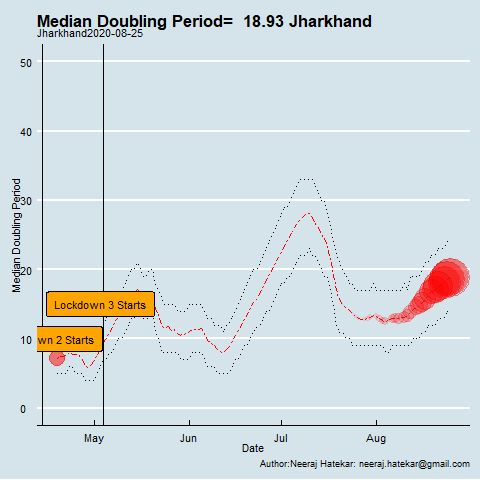 Median Doubling Period=  18.93 Jharkhand
Jharkhand2020-08-25
50
40
30
20
10
0
Median Doubling Period
Lockdown 3 Starts
wn 2 Starts
May
Jun
Jul
Aug
Date
Author:Neeraj Hatekar: neeraj.hatekar@gmail.com